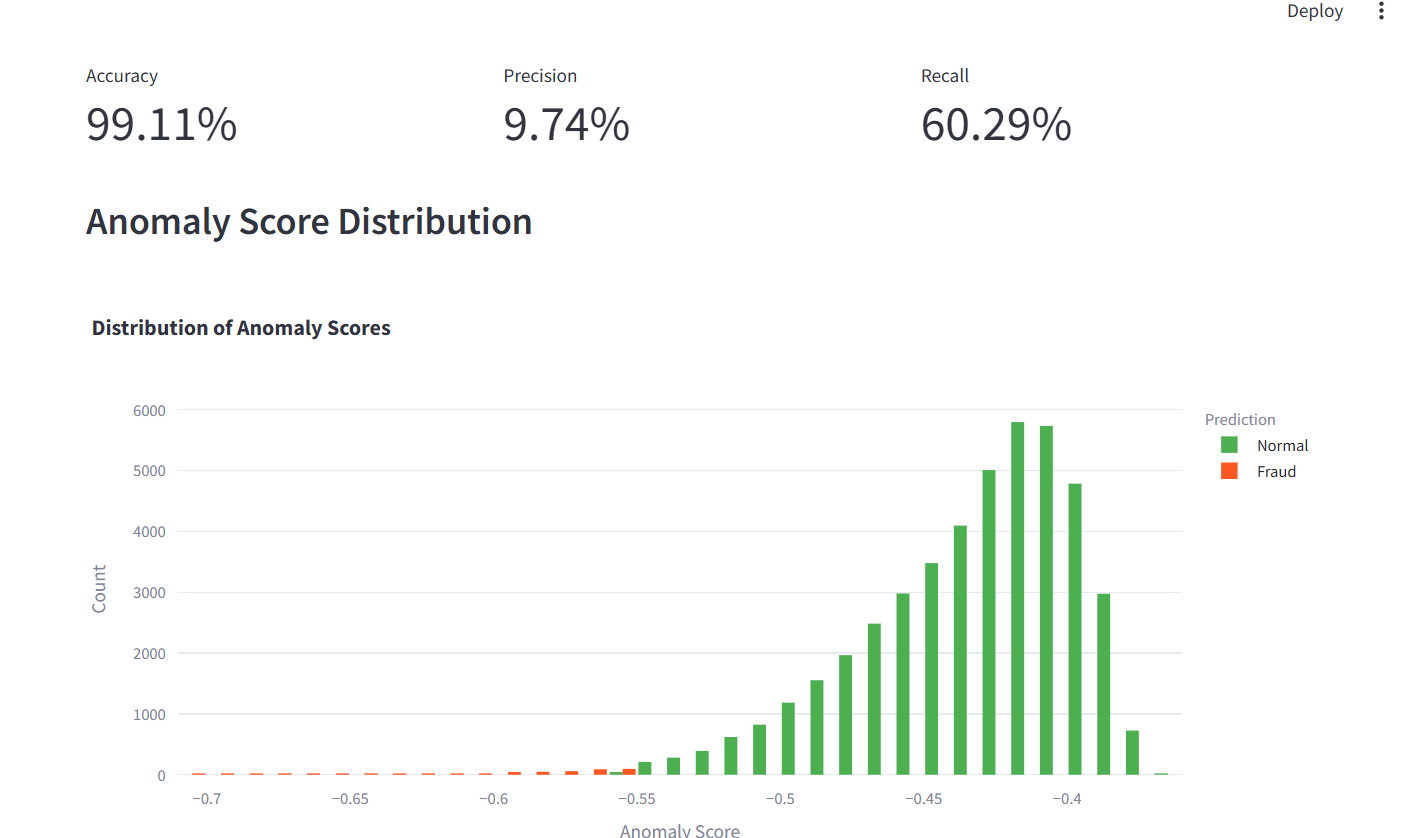 Deploy
Accuracy Precision Recall
99.11% 9.74% 60.29%
Anomaly Score Distribution
Distribution of Anomaly Scores
6000
5000
4000
3000
2000
1000
0
Count
−0.7 −0.65 −0.6 −0.55 −0.5 −0.45 −0.4
Anomaly Score
Prediction
Normal
Fraud